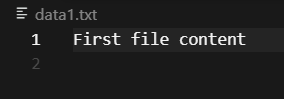 data1.txt
1 First file content
2